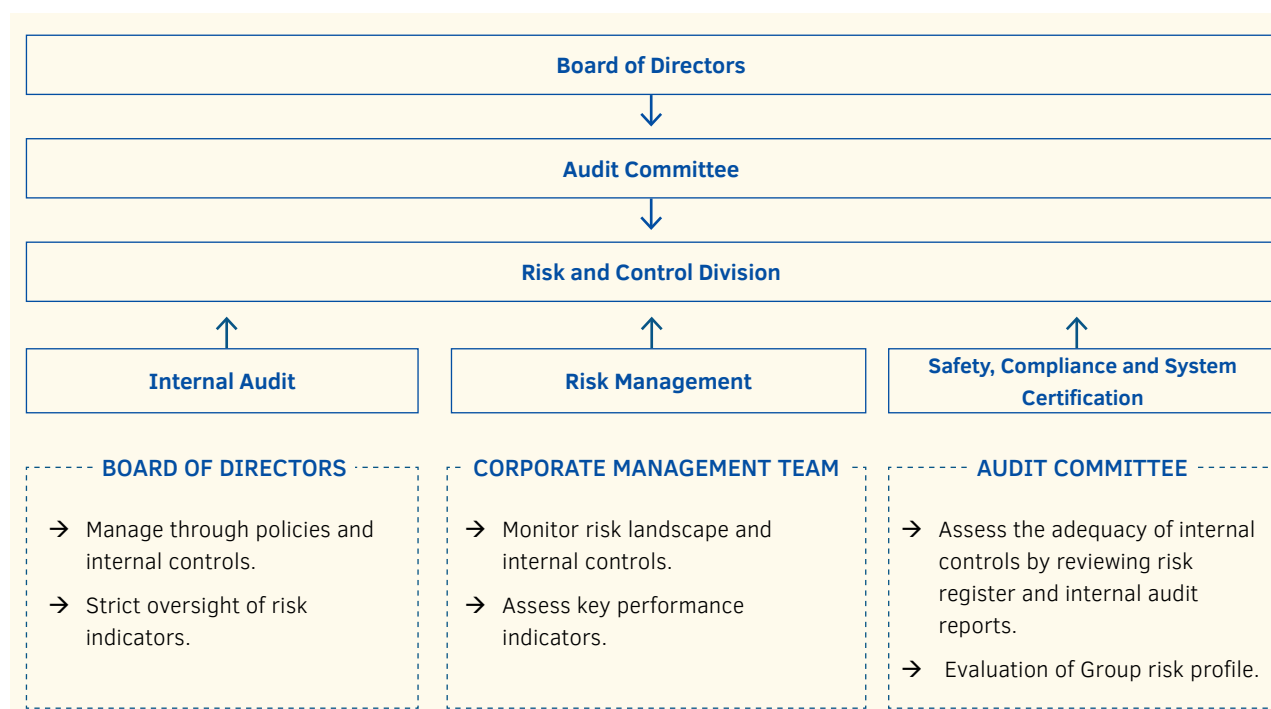 Board of Directors
Audit Committee
Risk and Control Division
Internal Audit
Risk Management
Safety, Compliance and System
Certification
BOARD OF DIRECTORS
→ Manage through policies and
internal controls.
→ Strict oversight of risk
indicators.
CORPORATE MANAGEMENT TEAM
→ Monitor risk landscape and
internal controls.
→ Assess key performance
indicators.
AUDIT COMMITTEE
→ Assess the adequacy of internal
controls by reviewing risk
register and internal audit
reports.
→ Evaluation of Group risk profile.